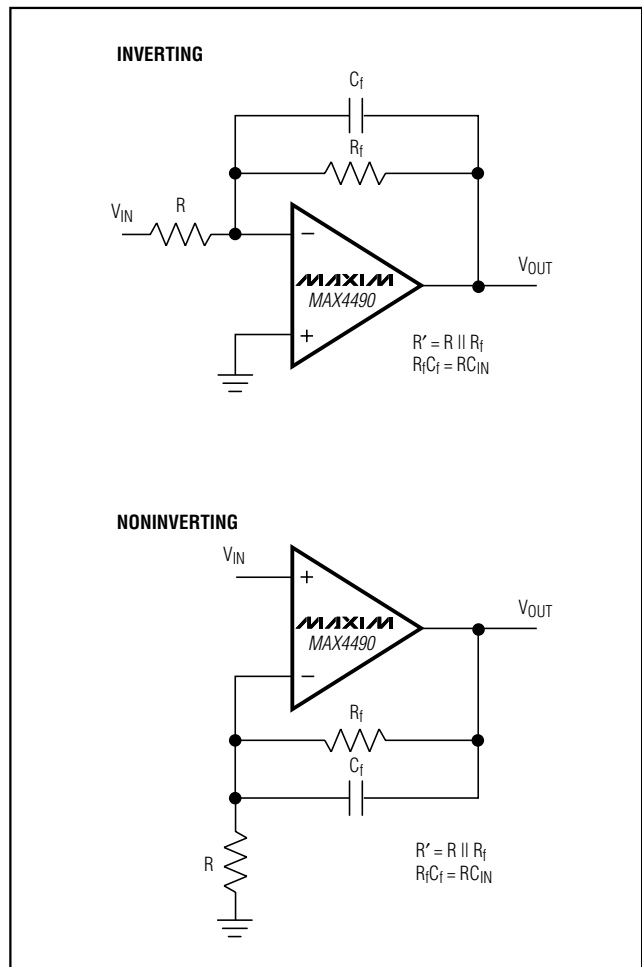 INVERTING
Cf
Rf
VIN
R
−
MAXIM
MAX4490
+
VOUT
R′ = R || Rf
RfCf = RCIN
NONINVERTING
VIN
+
MAXIM
MAX4490
−
VOUT
Rf
Cf
R
R′ = R || Rf
RfCf = RCIN